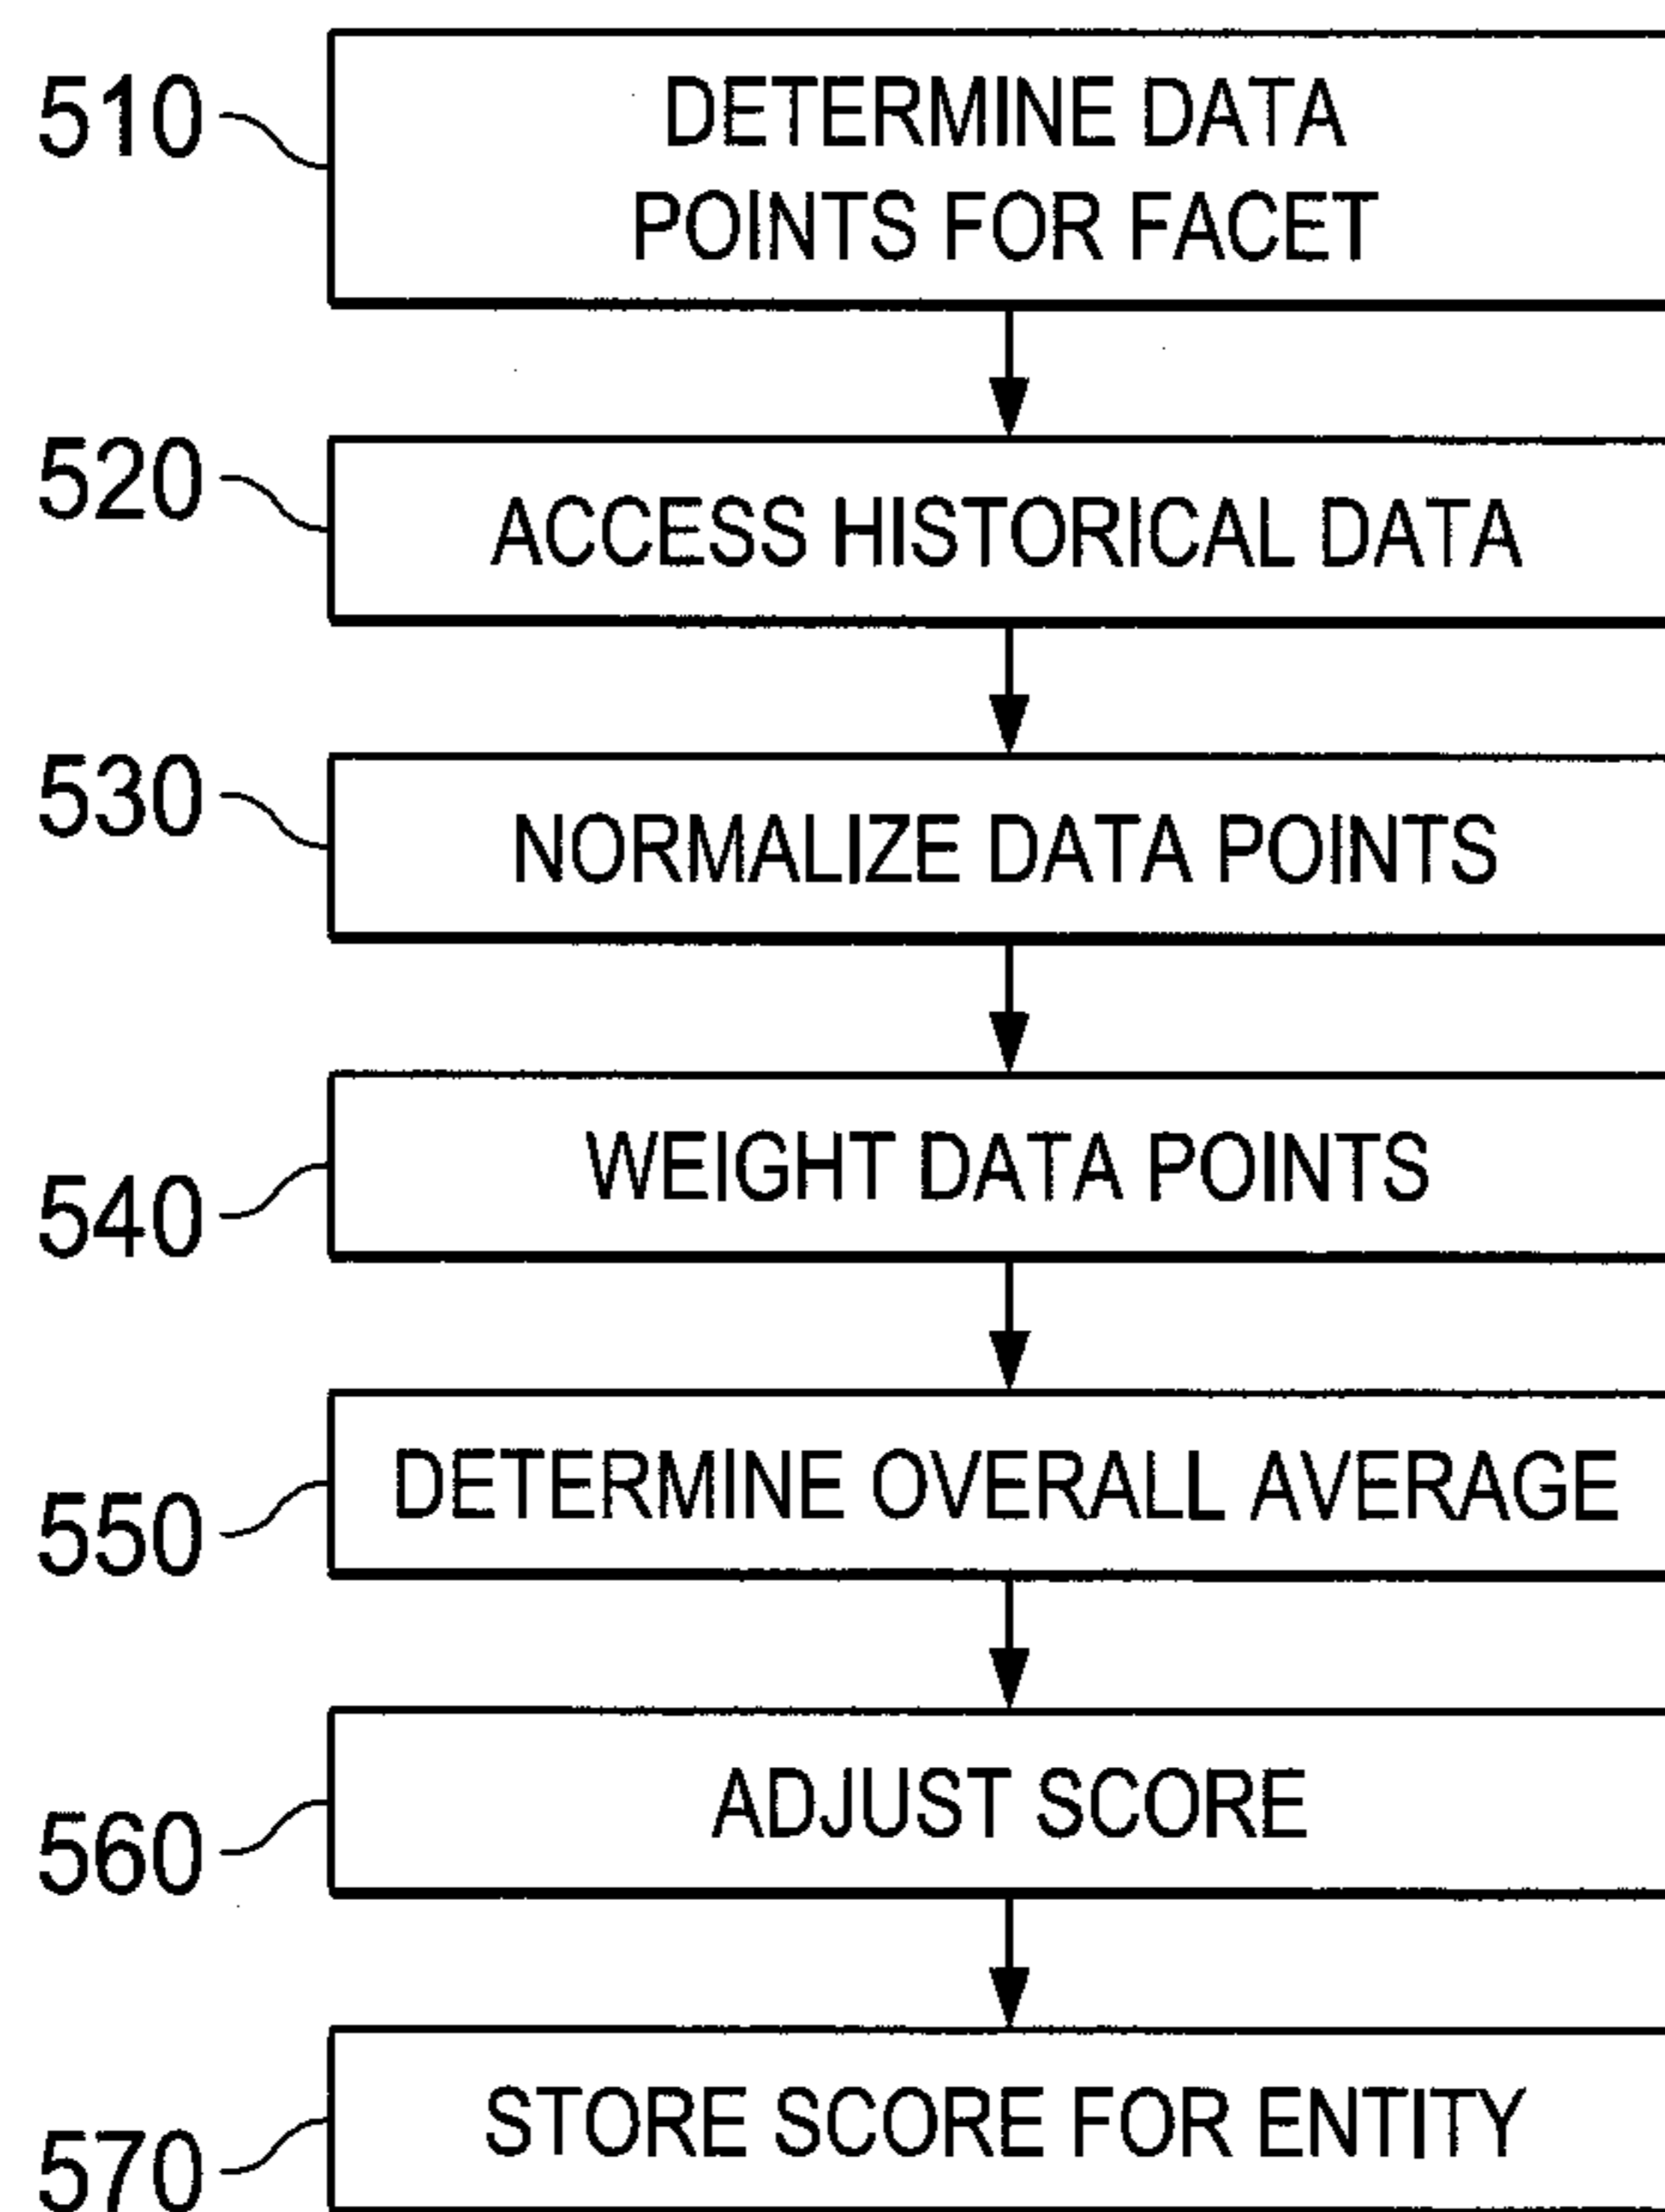 510
DETERMINE DATA
POINTS FOR FACET
520
ACCESS HISTORICAL DATA
530
NORMALIZE DATA POINTS
540
WEIGHT DATA POINTS
550
DETERMINE OVERALL AVERAGE
560
ADJUST SCORE
570
STORE SCORE FOR ENTITY